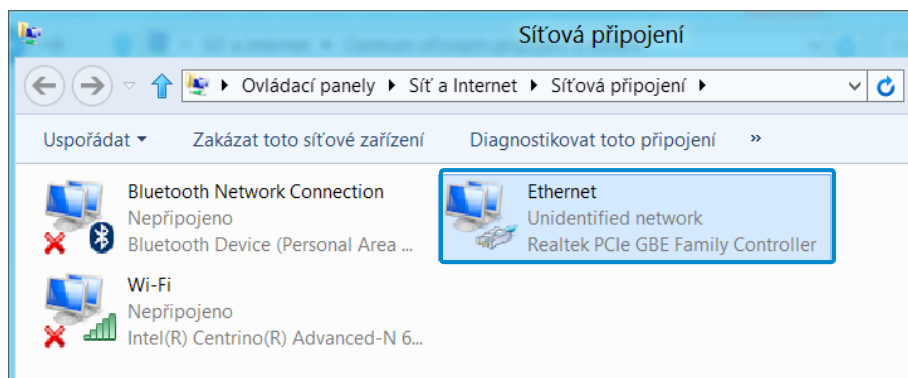 Síťová připojení
Ovládací panely Síť a Internet Síťová připojení
Uspořádat Zakázat toto síťové zařízení Diagnostikovat toto připojení »
Bluetooth Network Connection
Nepřipojeno
Bluetooth Device (Personal Area ...
Ethernet
Unidentified network
Realtek PCIe GBE Family Controller
Wi-Fi
Nepřipojeno
Intel(R) Centrino(R) Advanced-N 6...